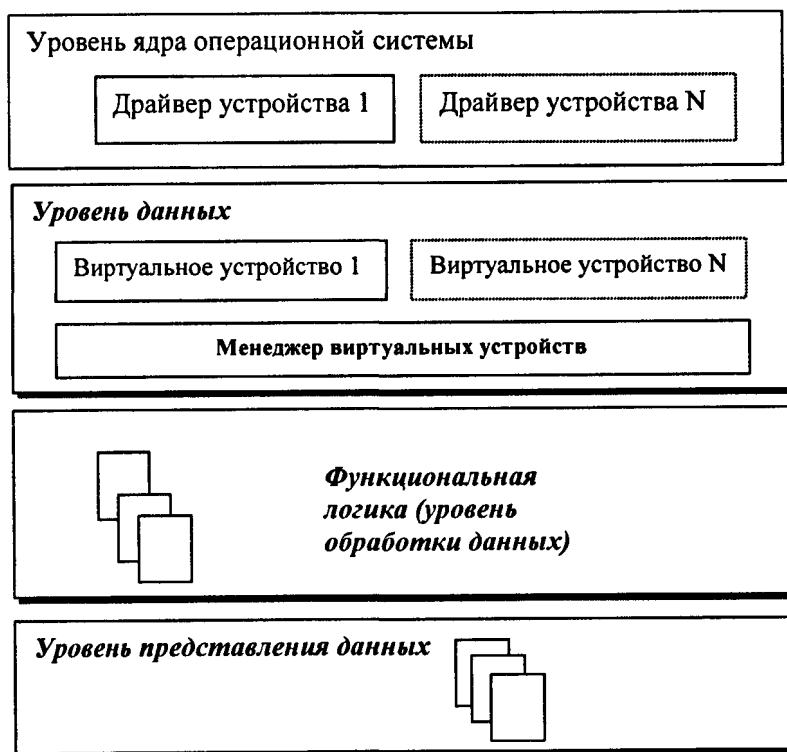 Уровень ядра операционной системы
Драйвер устройства 1
Драйвер устройства N
Уровень данных
Виртуальное устройство 1
Виртуальное устройство N
Менеджер виртуальных устройств
Функциональная
логика (уровень
обработки данных)
Уровень представления данных